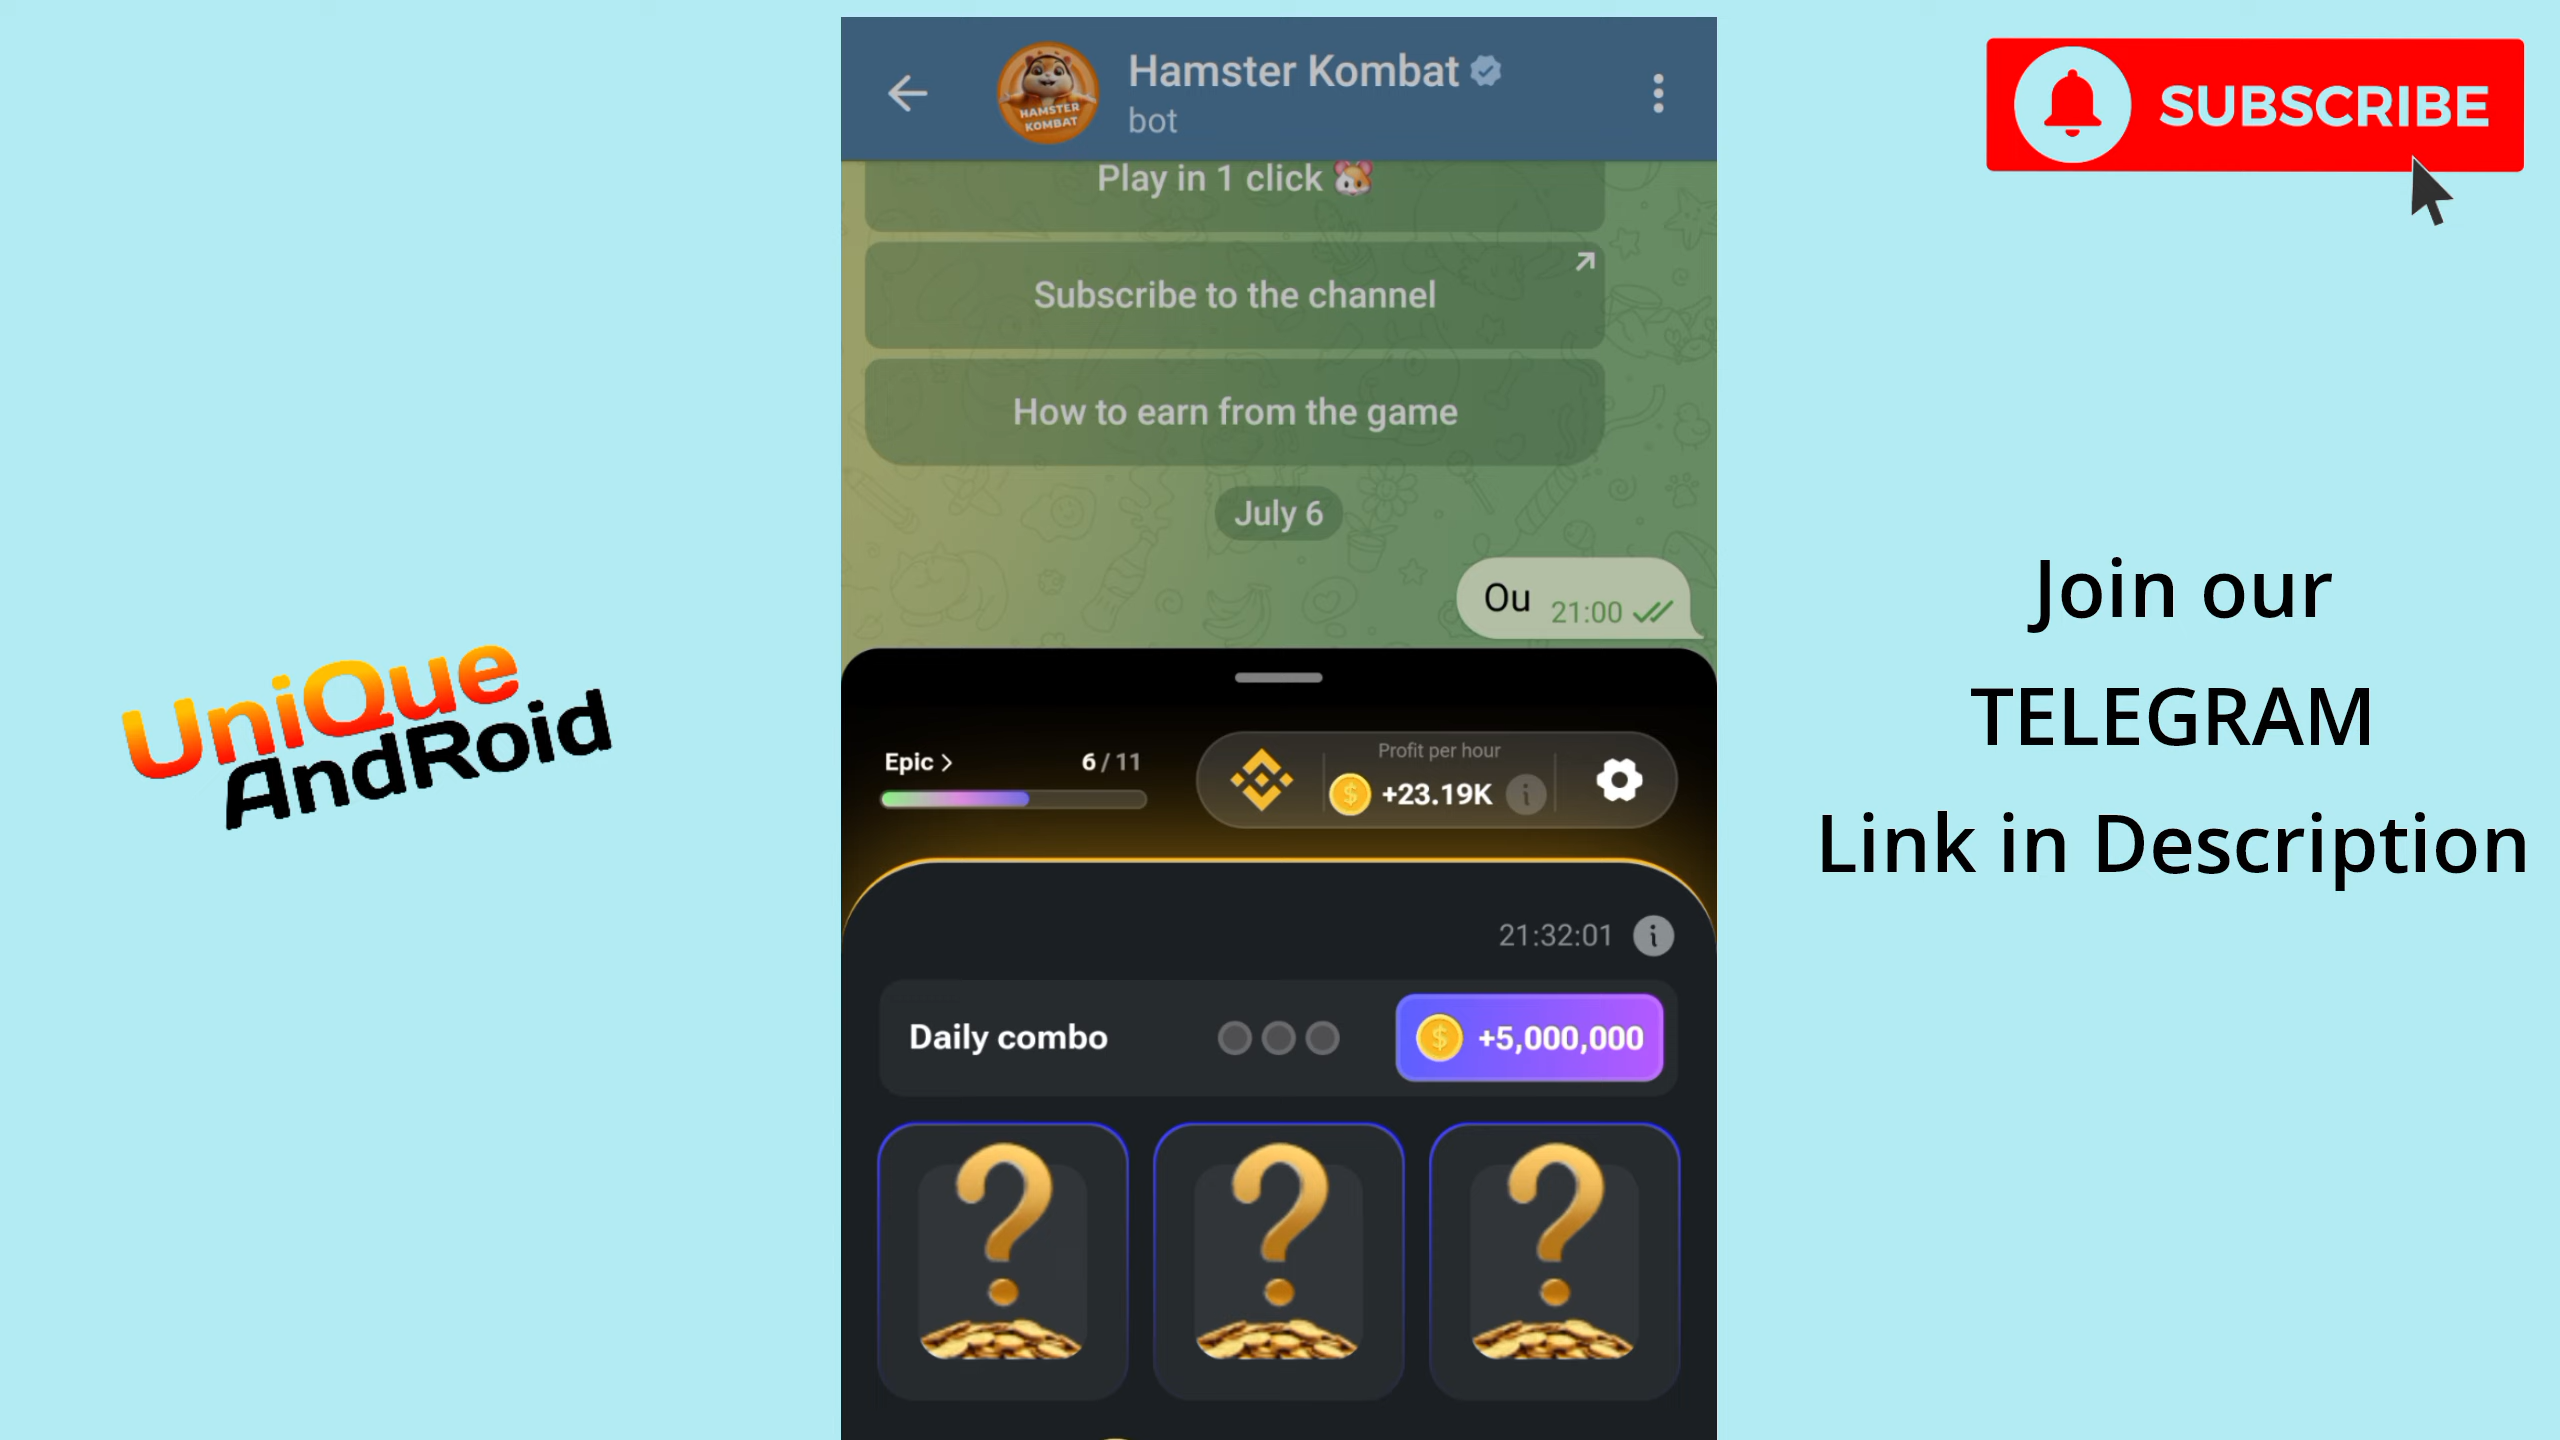 Hamster Kombat
bot
HAMSTER
KOMBAT
SUBSCRIBE
Play in 1 click
Subscribe to the channel
How to earn from the game
July 6
Ou 21:00
UniQue
AndRoid
Join our
TELEGRAM
Link in Description
Epic > 6 / 11
Profit per hour
+23.19K
21:32:01
Daily combo +5,000,000